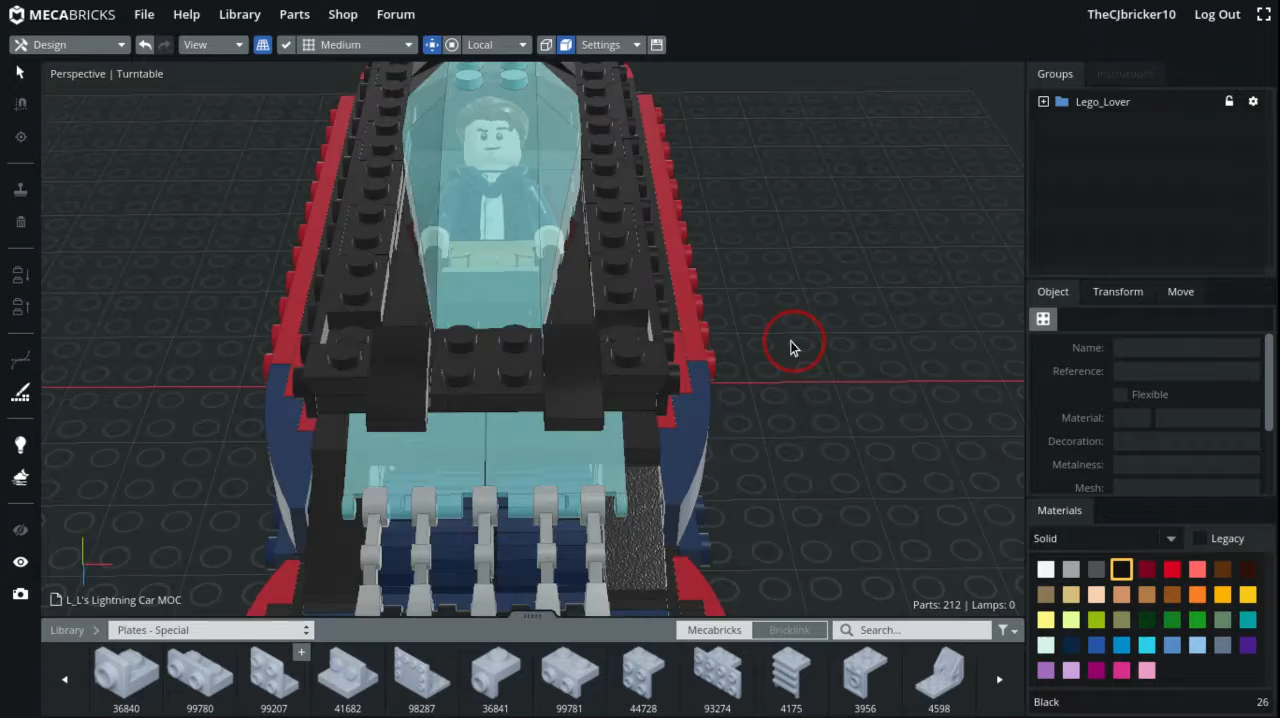 MECABRICKS File Help Library Parts Shop Forum TheCJbricker10 Log Out
Design View Medium Local Settings
Perspective | Turntable
Groups Instructions
Lego_Lover
Object Transform Move
Name:
Reference:
Flexible
Material:
Decoration:
Metalness:
Mesh:
Materials
Solid Legacy
L_L's Lightning Car MOC
Parts: 212 | Lamps: 0
Library Plates - Special Mecabricks Bricklink Search...
36840 99780 99207 41682 98287 36841 99781 44728 93274 4175 3956 4598
Black 26